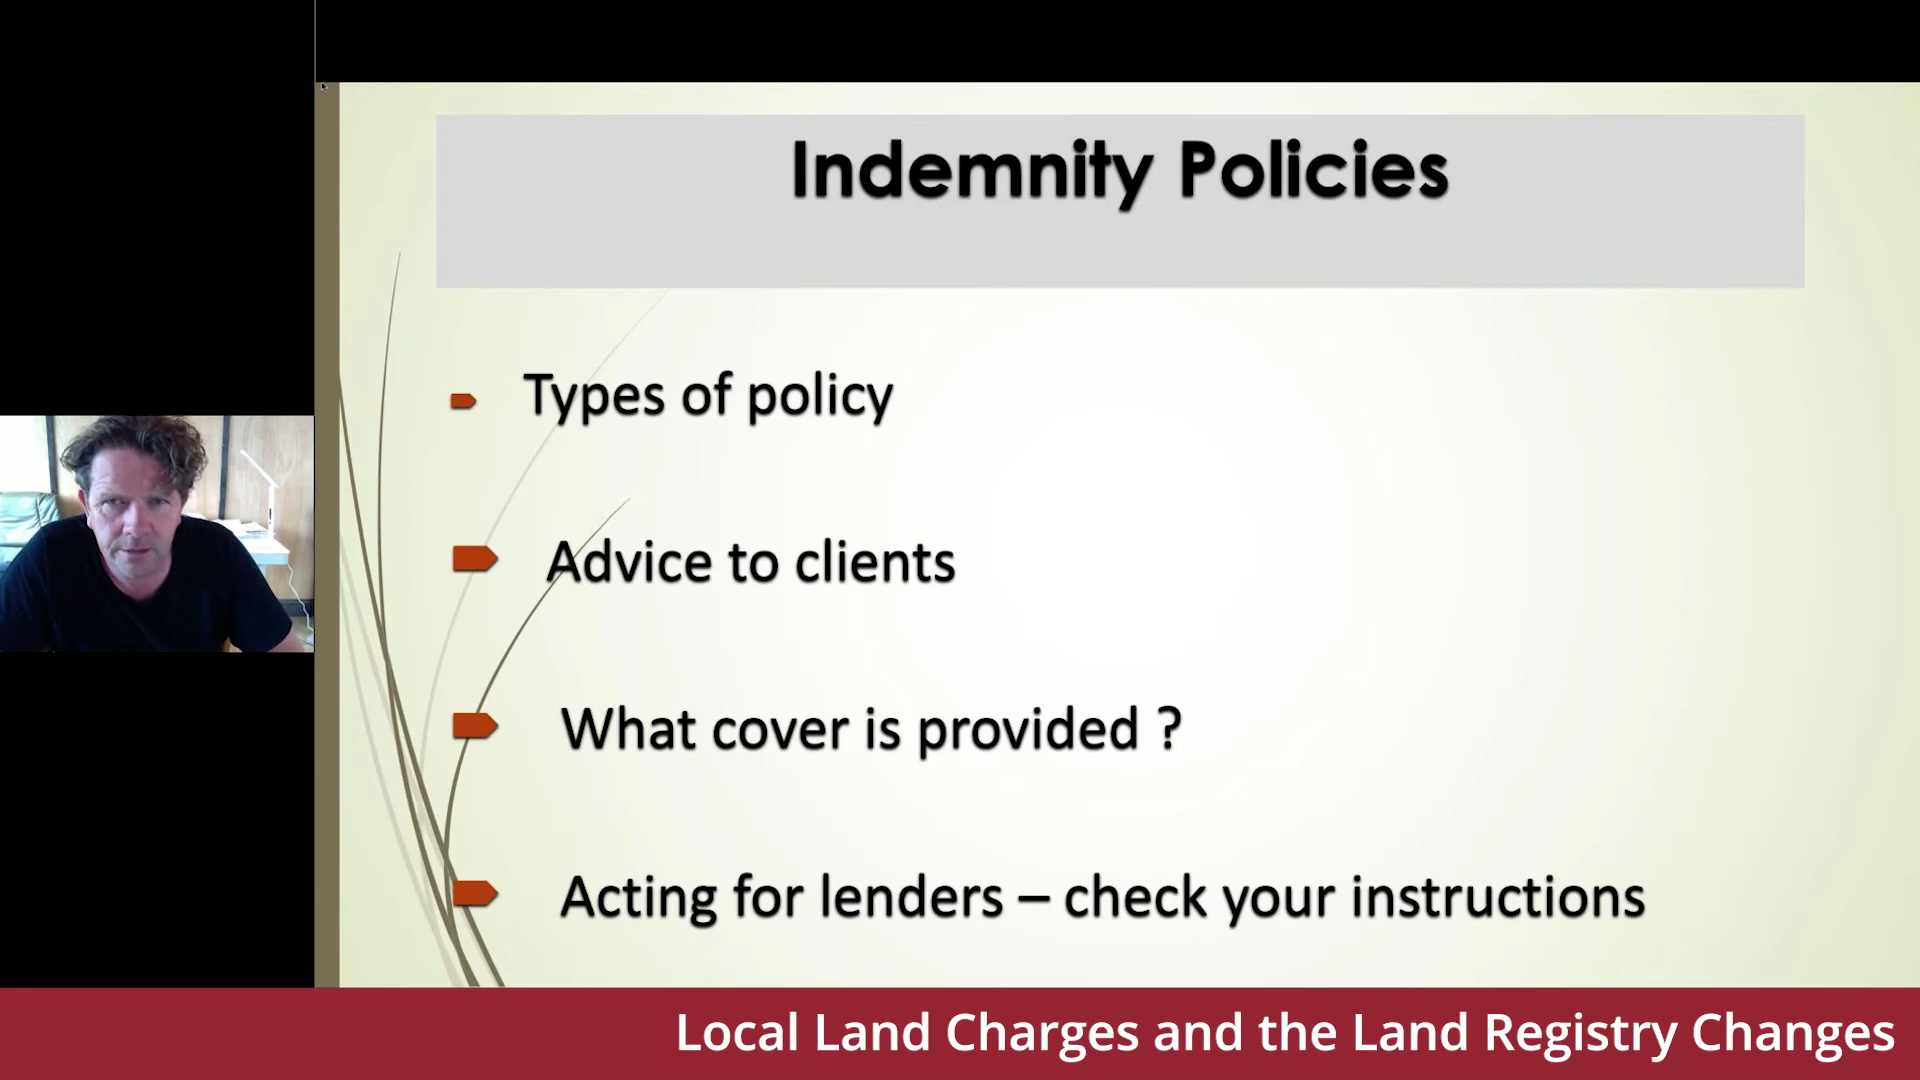 Indemnity Policies
Types of policy
Advice to clients
What cover is provided ?
Acting for lenders – check your instructions
Local Land Charges and the Land Registry Changes